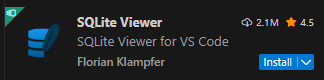 SQLite Viewer 2.1M 4.5
SQLite Viewer for VS Code
Florian Klampfer Install